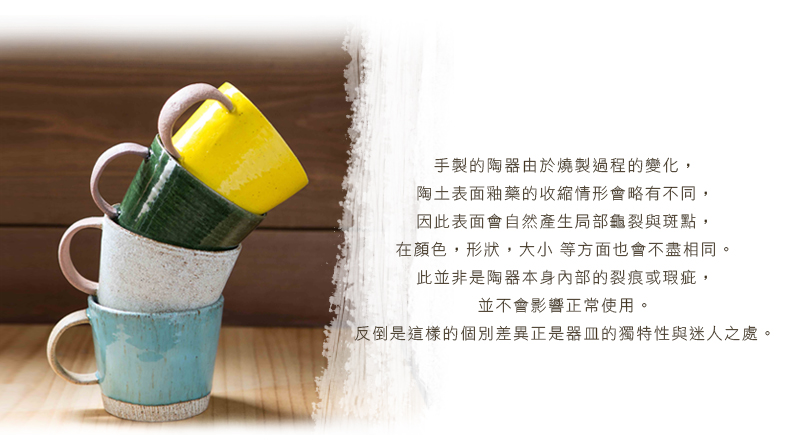 手製的陶器由於燒製過程的變化，
陶土表面釉藥的收縮情形會略有不同，
因此表面會自然產生局部龜裂與斑點，
在顏色，形狀，大小 等方面也會不盡相同。
此並非是陶器本身內部的裂痕或瑕疵，
並不會影響正常使用。
反倒是這樣的個別差異正是器皿的獨特性與迷人之處。